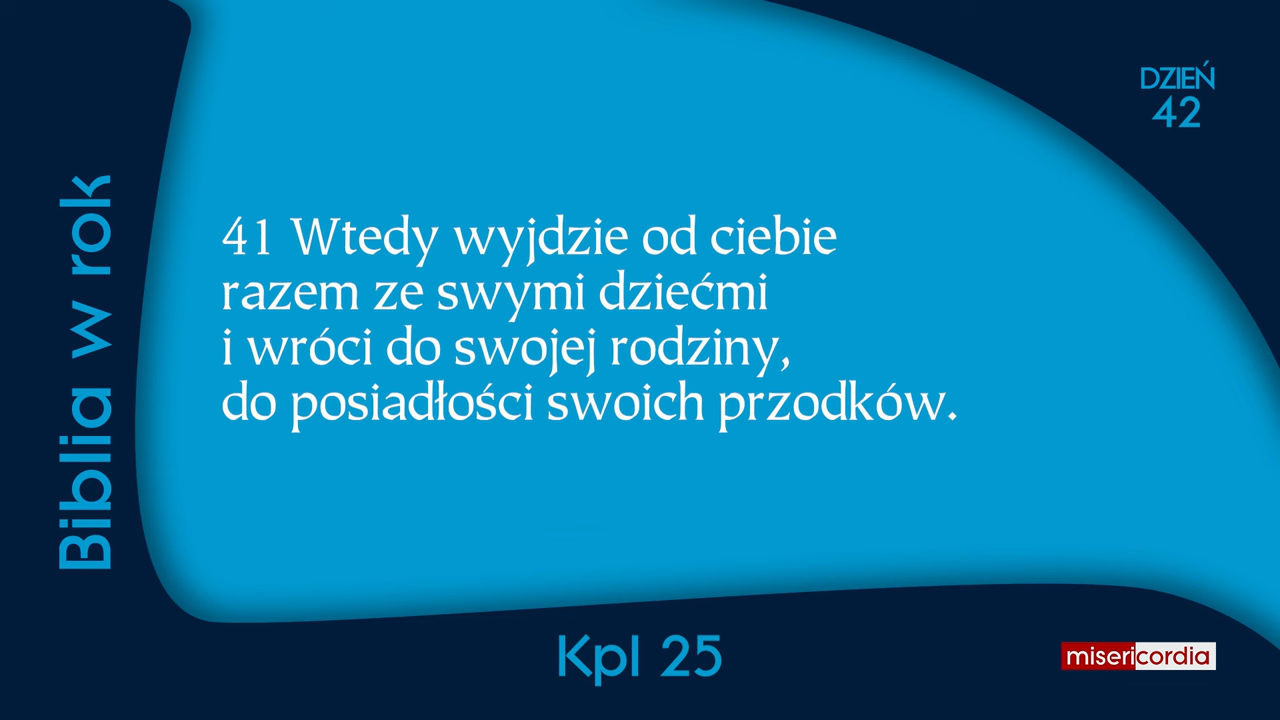 DZIEŃ
42
Biblia w rok
41 Wtedy wyjdzie od ciebie
razem ze swymi dziećmi
i wróci do swojej rodziny,
do posiadłości swoich przodków.
Kpl 25
misericordia